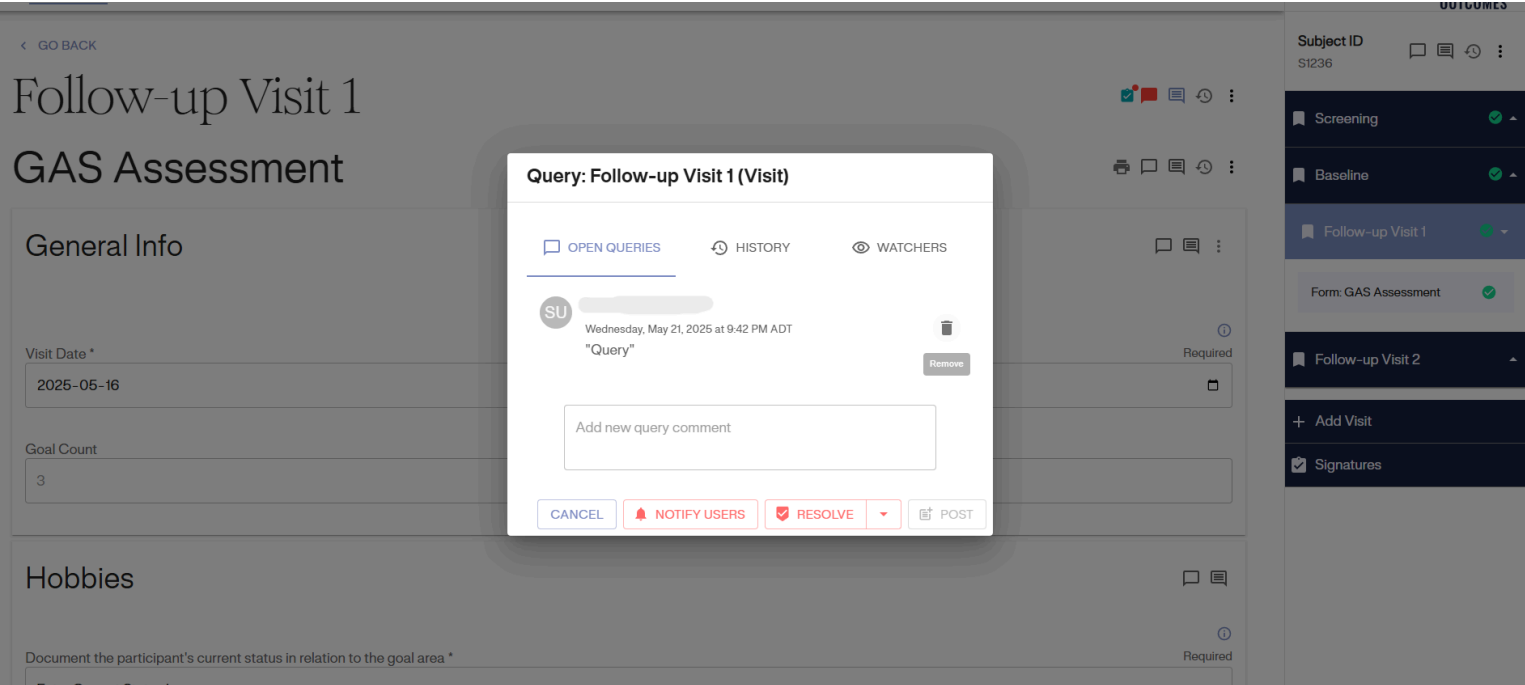 OUTCOMES
GO BACK
Follow-up Visit 1
GAS Assessment
General Info
Visit Date *
Required
2025-05-16
Goal Count
3
Hobbies
Document the participant's current status in relation to the goal area *
Required
Query: Follow-up Visit 1 (Visit)
OPEN QUERIES
HISTORY
WATCHERS
SU
Wednesday, May 21, 2025 at 9:42 PM ADT
"Query"
Remove
Add new query comment
CANCEL
NOTIFY USERS
RESOLVE
POST
Subject ID
S1236
Screening
Baseline
Follow-up Visit 1
Form: GAS Assessment
Follow-up Visit 2
Add Visit
Signatures